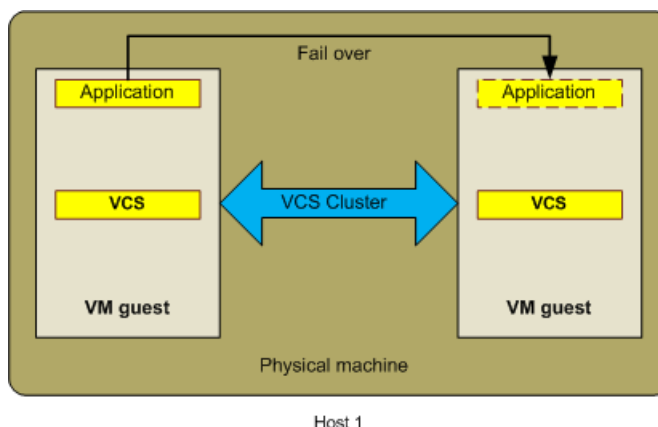 Fail over
Application
Application
VCS
VCS Cluster
VCS
VM guest
VM guest
Physical machine
Host 1